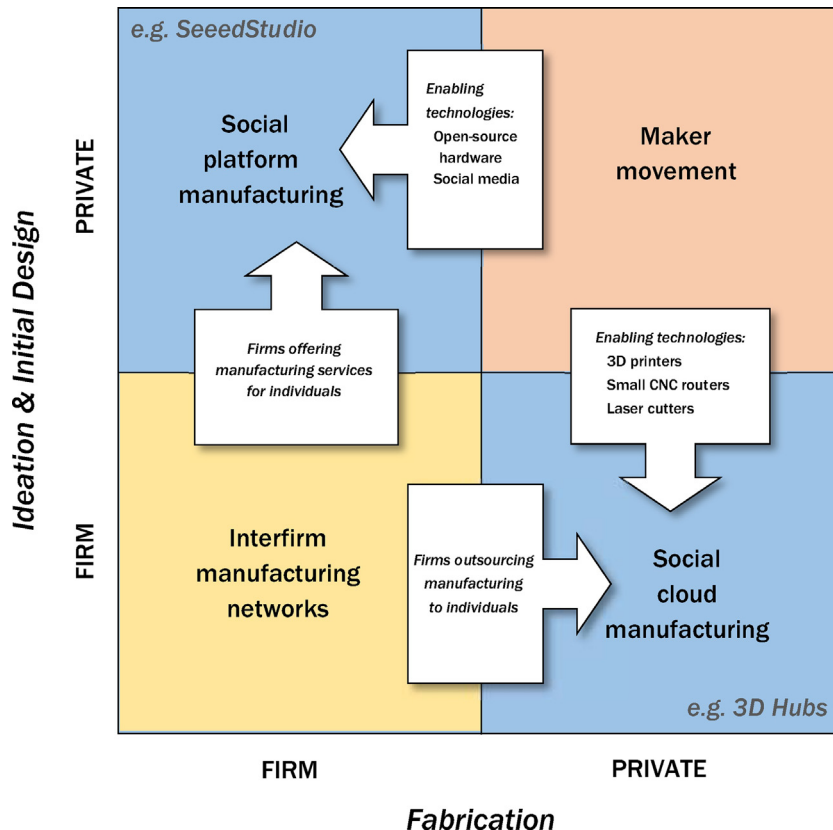 e.g. SeeedStudio
Social
platform
manufacturing
Enabling
technologies:
Open-source
hardware
Social media
Maker
movement
Firms offering
manufacturing services
for individuals
Enabling technologies:
3D printers
Small CNC routers
Laser cutters
Interfirm
manufacturing
networks
Firms outsourcing
manufacturing
to individuals
Social
cloud
manufacturing
e.g. 3D Hubs
Ideation & Initial Design
PRIVATE
FIRM
FIRM
PRIVATE
Fabrication